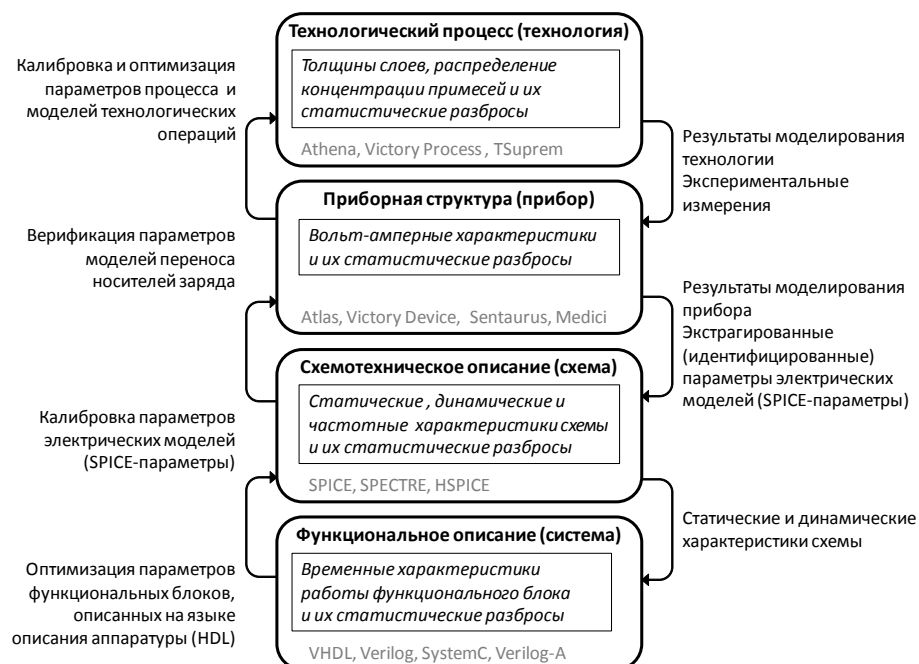 Технологический процесс (технология)
Толщины слоев, распределение
концентрации примесей и их
статистические разбросы
Athena, Victory Process , TSuprem
Калибровка и оптимизация
параметров процесса и
моделей технологических
операций
Результаты моделирования
технологии
Экспериментальные
измерения
Приборная структура (прибор)
Вольт-амперные характеристики
и их статистические разбросы
Atlas, Victory Device, Sentaurus, Medici
Верификация параметров
моделей переноса
носителей заряда
Результаты моделирования
прибора
Экстрагированные
(идентифицированные)
параметры электрических
моделей (SPICE-параметры)
Схемотехническое описание (схема)
Статические , динамические и
частотные характеристики схемы
и их статистические разбросы
SPICE, SPECTRE, HSPICE
Калибровка параметров
электрических моделей
(SPICE-параметры)
Статические и динамические
характеристики схемы
Функциональное описание (система)
Временные характеристики
работы функционального блока
и их статистические разбросы
VHDL, Verilog, SystemC, Verilog-A
Оптимизация параметров
функциональных блоков,
описанных на языке
описания аппаратуры (HDL)